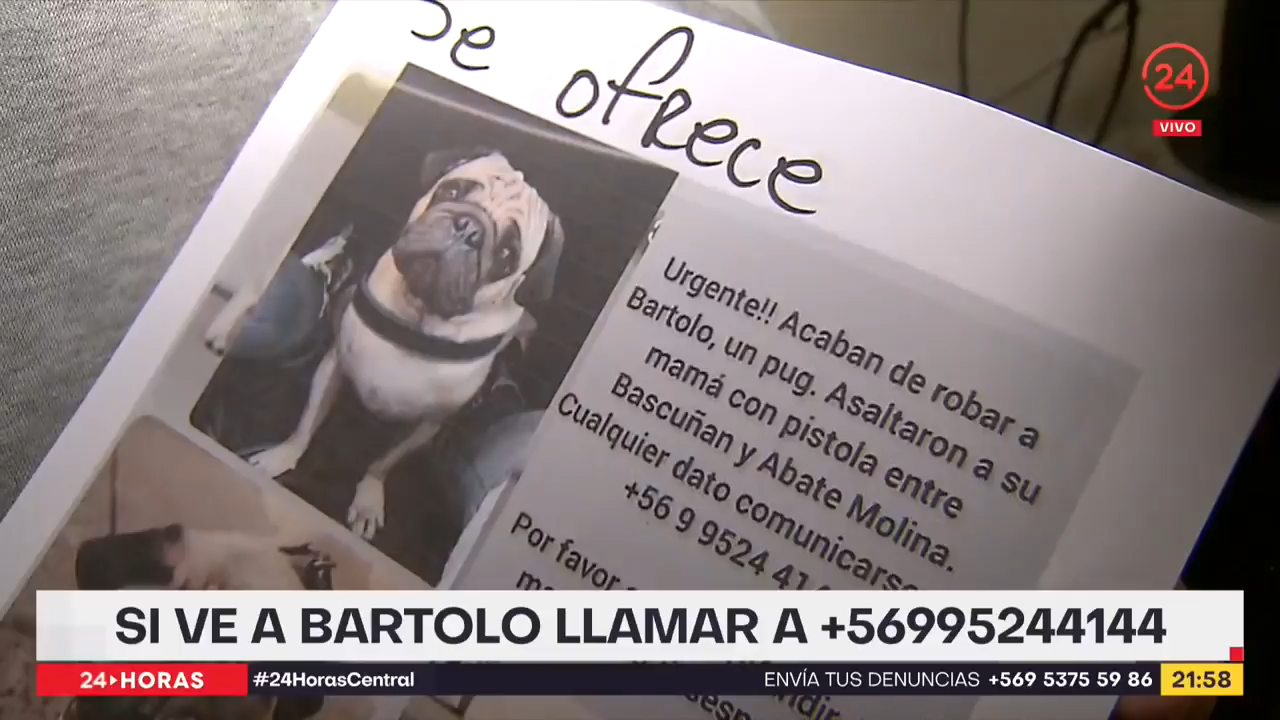 Se ofrece
24
VIVO
Urgente!! Acaban de robar a
Bartolo, un pug. Asaltaron a su
mamá con pistola entre
Bascuñan y Abate Molina.
Cualquier dato comunicarse
+56 9 9524 41
Por favor
SI VE A BARTOLO LLAMAR A +56995244144
24 HORAS
#24HorasCentral
ENVÍA TUS DENUNCIAS +569 5375 59 86
21:58